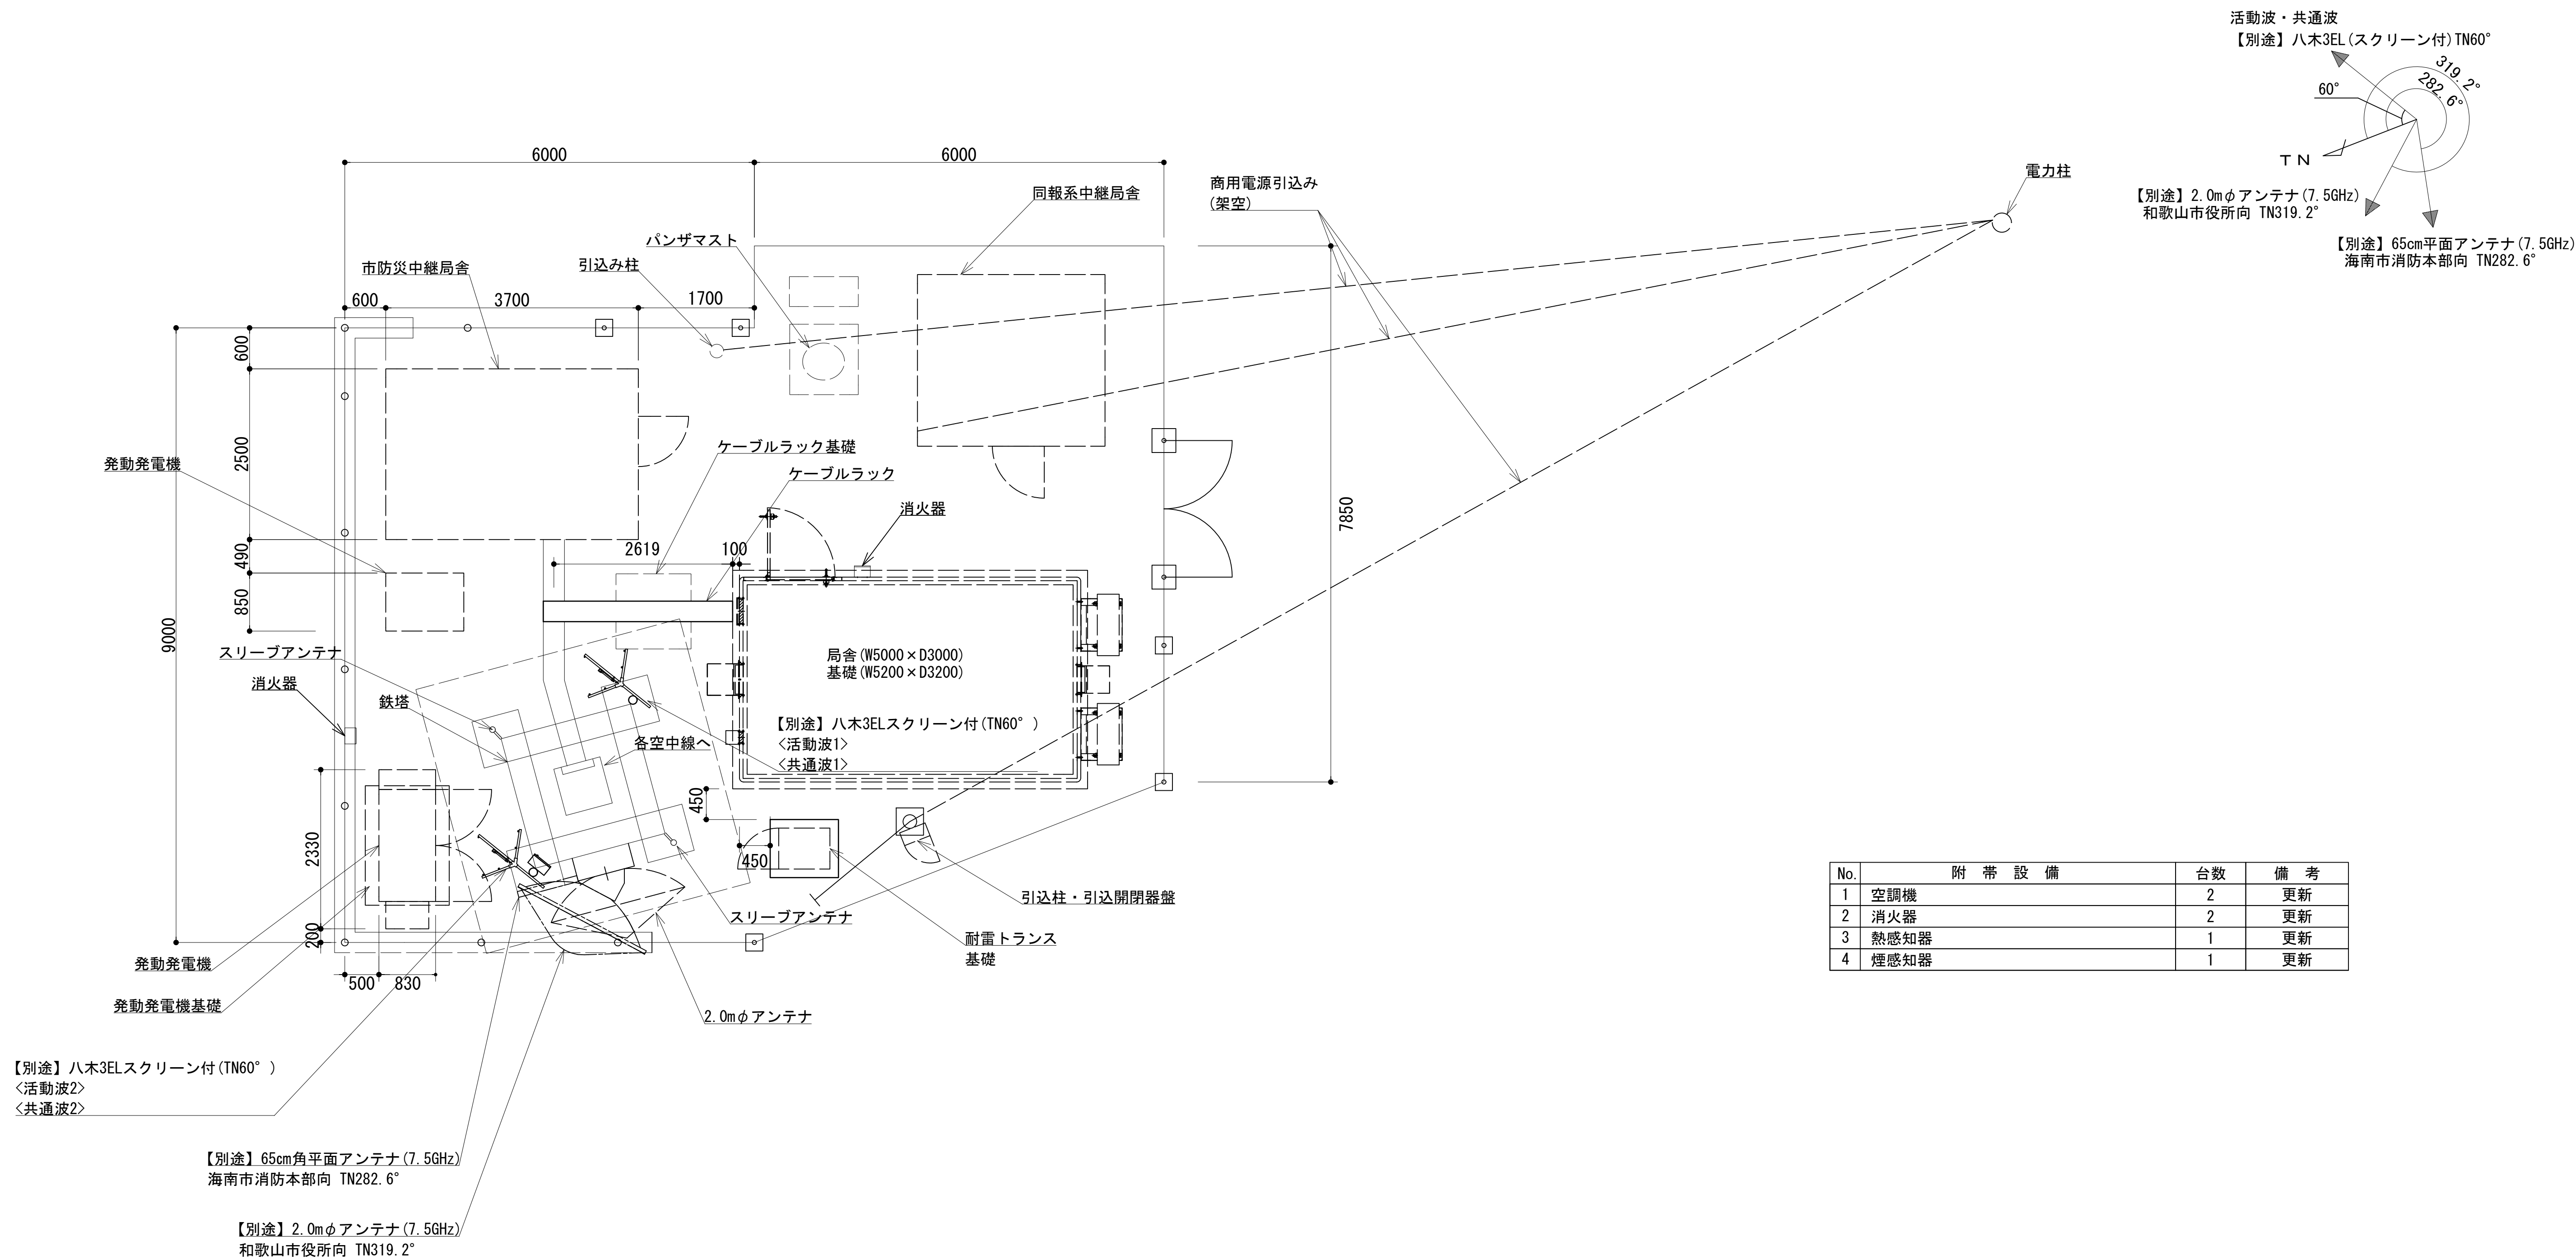 活動波・共通波
【別途】八木3EL(スクリーン付)TN60°
319.2°
282.6°
60°
TN
【別途】2.0mφアンテナ(7.5GHz)
和歌山市役所向 TN319.2°
【別途】65cm平面アンテナ(7.5GHz)
海南市消防本部向 TN282.6°
6000
6000
商用電源引込み
(架空)
電力柱
同報系中継局舎
パンザマスト
引込み柱
市防災中継局舎
600
3700
1700
600
2500
490
850
9000
7850
発動発電機
ケーブルラック基礎
ケーブルラック
消火器
2619
100
スリーブアンテナ
消火器
鉄塔
各空中線へ
局舎(W5000×D3000)
基礎(W5200×D3200)
【別途】八木3ELスクリーン付(TN60°)
<活動波1>
<共通波1>
450
450
2330
200
500
830
引込柱・引込開閉器盤
スリーブアンテナ
耐雷トランス
基礎
発動発電機
発動発電機基礎
2.0mφアンテナ
【別途】八木3ELスクリーン付(TN60°)
<活動波2>
<共通波2>
【別途】65cm角平面アンテナ(7.5GHz)
海南市消防本部向 TN282.6°
【別途】2.0mφアンテナ(7.5GHz)
和歌山市役所向 TN319.2°
No. 附帯設備 台数 備考
1 空調機 2 更新
2 消火器 2 更新
3 熱感知器 1 更新
4 煙感知器 1 更新